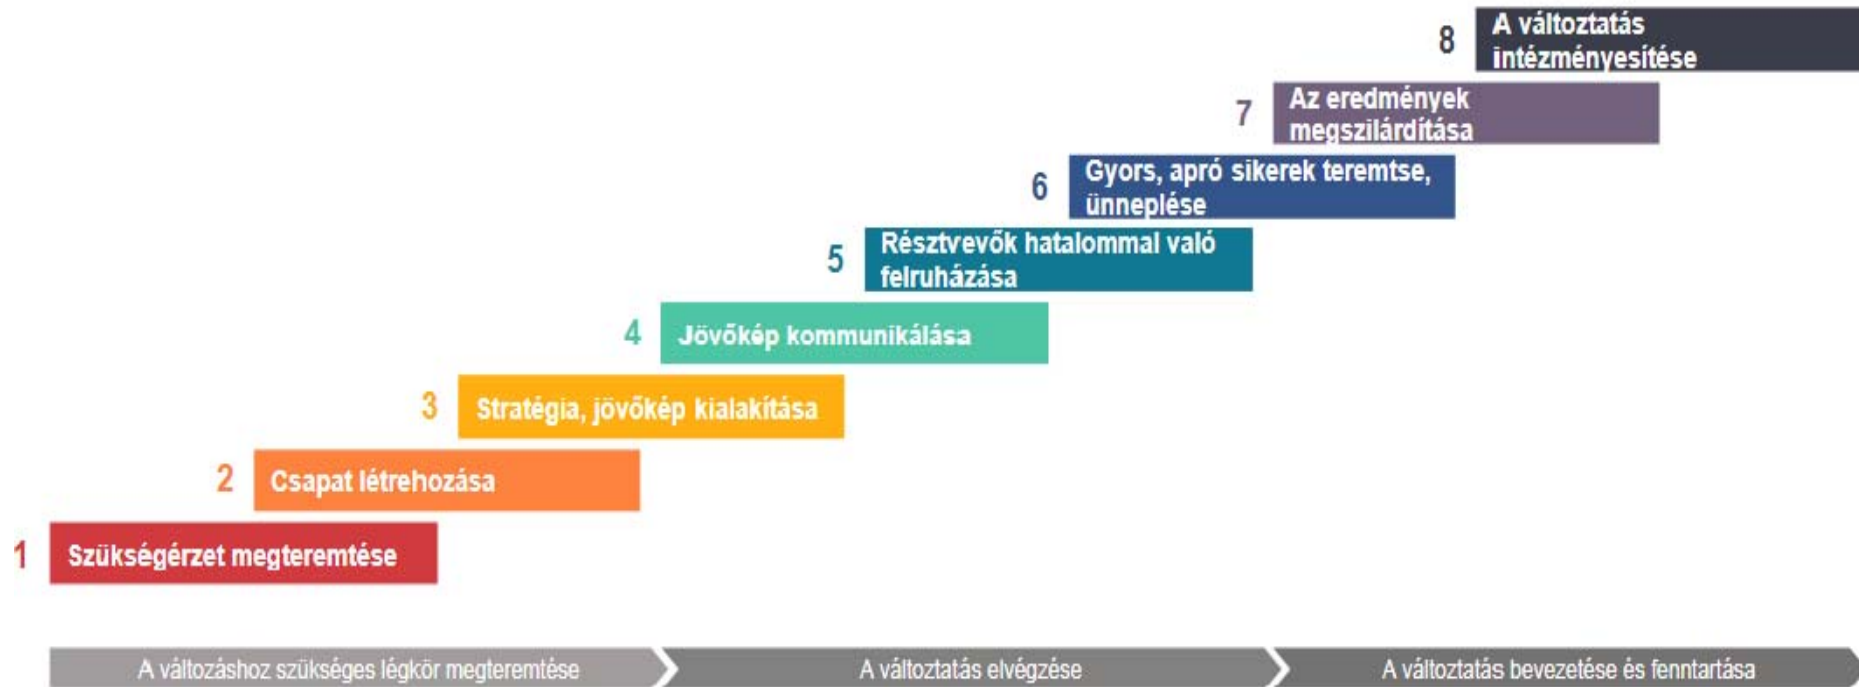 8
A változtatás
intézményesítése
7
Az eredmények
megszilárdítása
6
Gyors, apró sikerek teremtse,
ünneplése
5
Résztvevők hatalommal való
felruházása
4
Jövőkép kommunikálása
3
Stratégia, jövőkép kialakítása
2
Csapat létrehozása
1
Szükségérzet megteremtése
A változáshoz szükséges légkör megteremtése
A változtatás elvégzése
A változtatás bevezetése és fenntartása